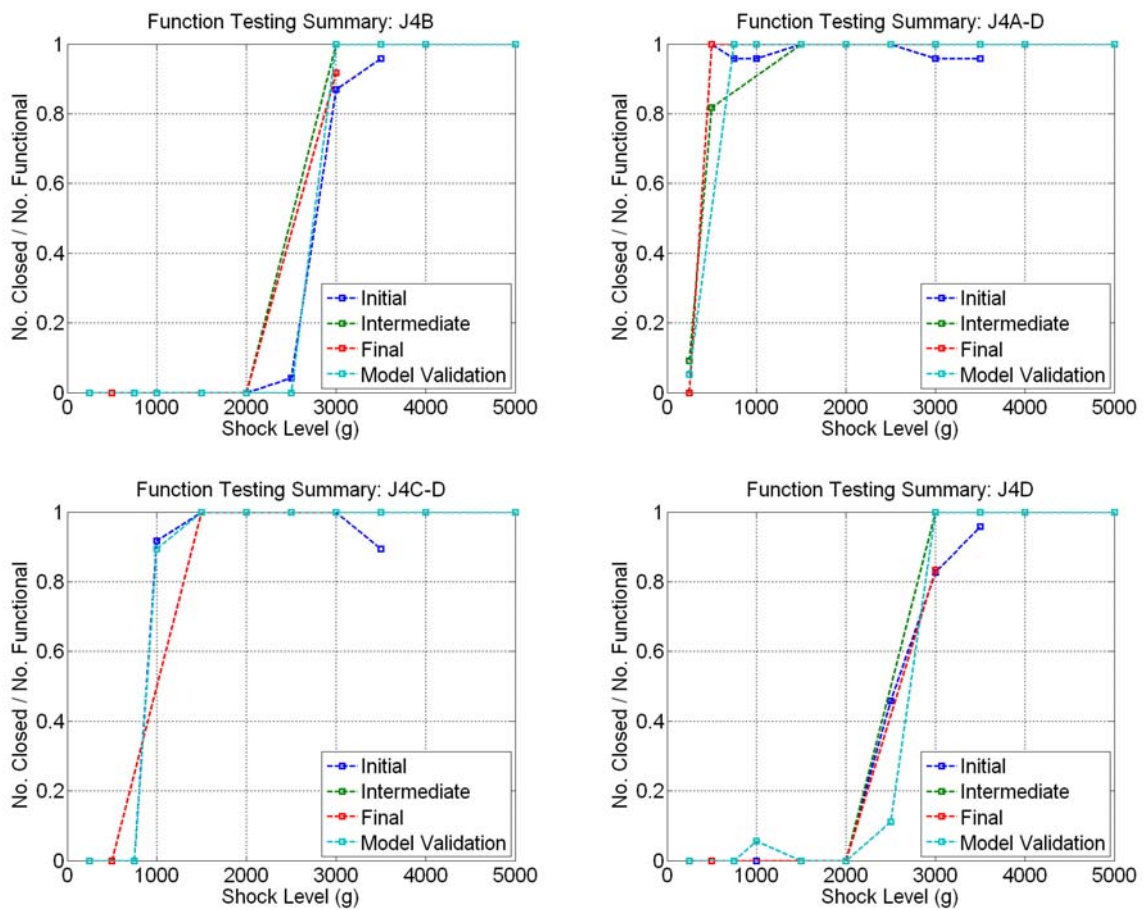 Function Testing Summary: J4B
No. Closed / No. Functional
1
0.8
0.6
0.4
0.2
0
Initial
Intermediate
Final
Model Validation
0 1000 2000 3000 4000 5000
Shock Level (g)
Function Testing Summary: J4A-D
No. Closed / No. Functional
1
0.8
0.6
0.4
0.2
0
Initial
Intermediate
Final
Model Validation
0 1000 2000 3000 4000 5000
Shock Level (g)
Function Testing Summary: J4C-D
No. Closed / No. Functional
1
0.8
0.6
0.4
0.2
0
Initial
Intermediate
Final
Model Validation
0 1000 2000 3000 4000 5000
Shock Level (g)
Function Testing Summary: J4D
No. Closed / No. Functional
1
0.8
0.6
0.4
0.2
0
Initial
Intermediate
Final
Model Validation
0 1000 2000 3000 4000 5000
Shock Level (g)